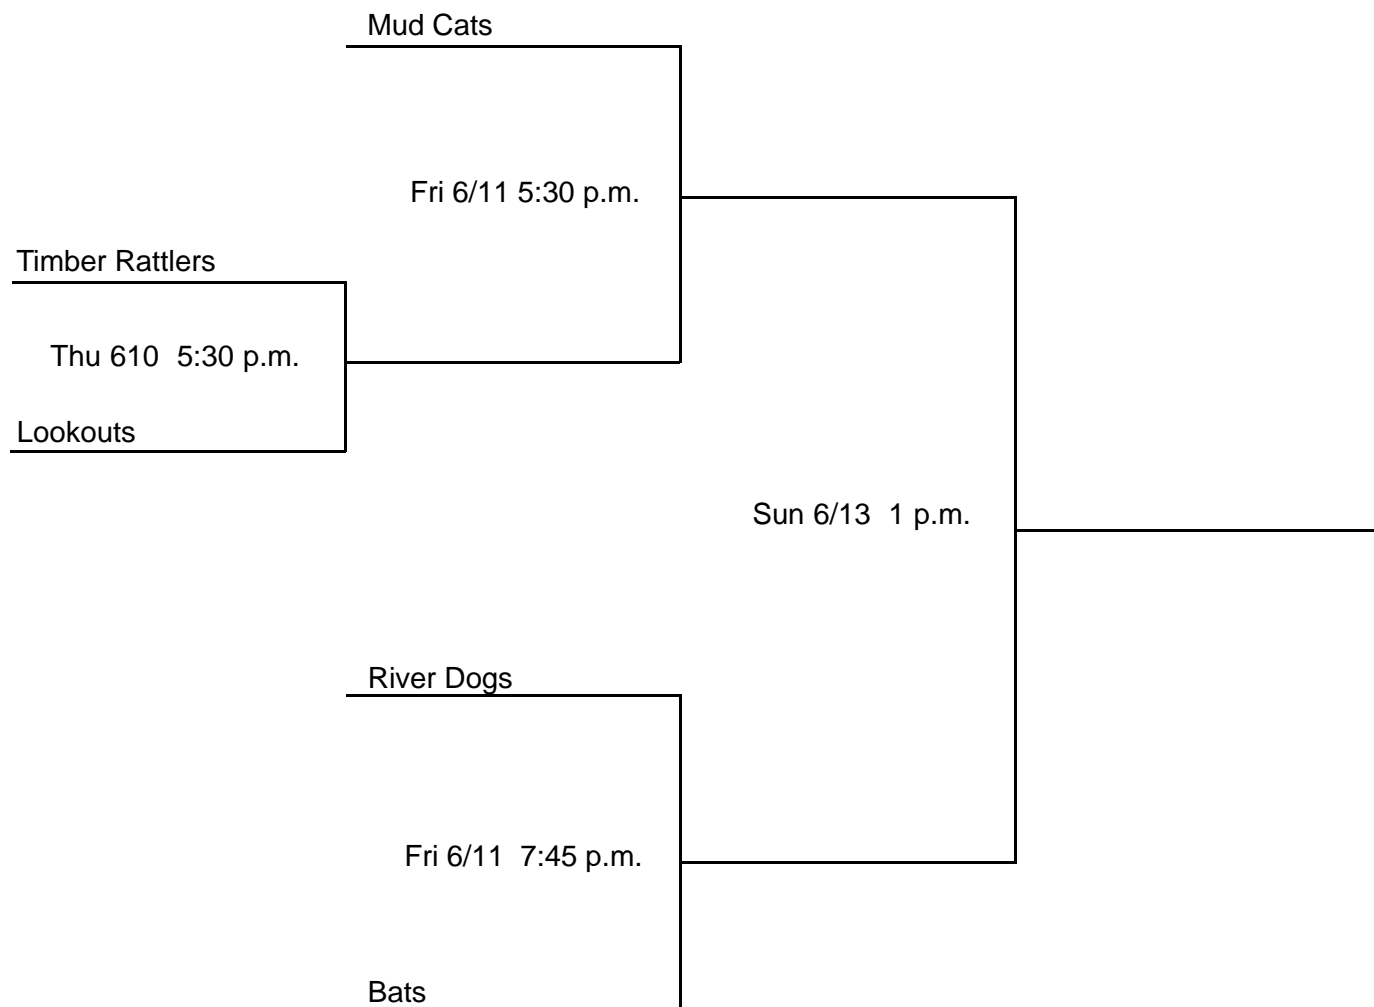 Mud Cats
Fri 6/11 5:30 p.m.
Timber Rattlers
Thu 610  5:30 p.m.
Lookouts
Sun 6/13  1 p.m.
River Dogs
Fri 6/11  7:45 p.m.
Bats